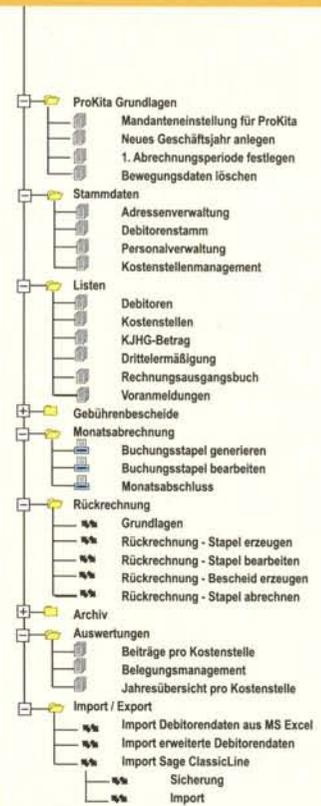 ProKita Grundlagen
Mandanteneinstellung für ProKita
Neues Geschäftsjahr anlegen
1. Abrechnungsperiode festlegen
Bewegungsdaten löschen
Stammdaten
Adressenverwaltung
Debitorenstamm
Personalverwaltung
Kostenstellenmanagement
Listen
Debitoren
Kostenstellen
KJHG-Betrag
Drittelermäßigung
Rechnungsausgangsbuch
Voranmeldungen
Gebührenbescheide
Monatsabrechnung
Buchungsstapel generieren
Buchungsstapel bearbeiten
Monatsabschluss
Rückrechnung
Grundlagen
Rückrechnung - Stapel erzeugen
Rückrechnung - Stapel bearbeiten
Rückrechnung - Bescheid erzeugen
Rückrechnung - Stapel abrechnen
Archiv
Auswertungen
Beiträge pro Kostenstelle
Belegungsmanagement
Jahresübersicht pro Kostenstelle
Import / Export
Import Debitorendaten aus MS Excel
Import erweiterte Debitorendaten
Import Sage ClassicLine
Sicherung
Import